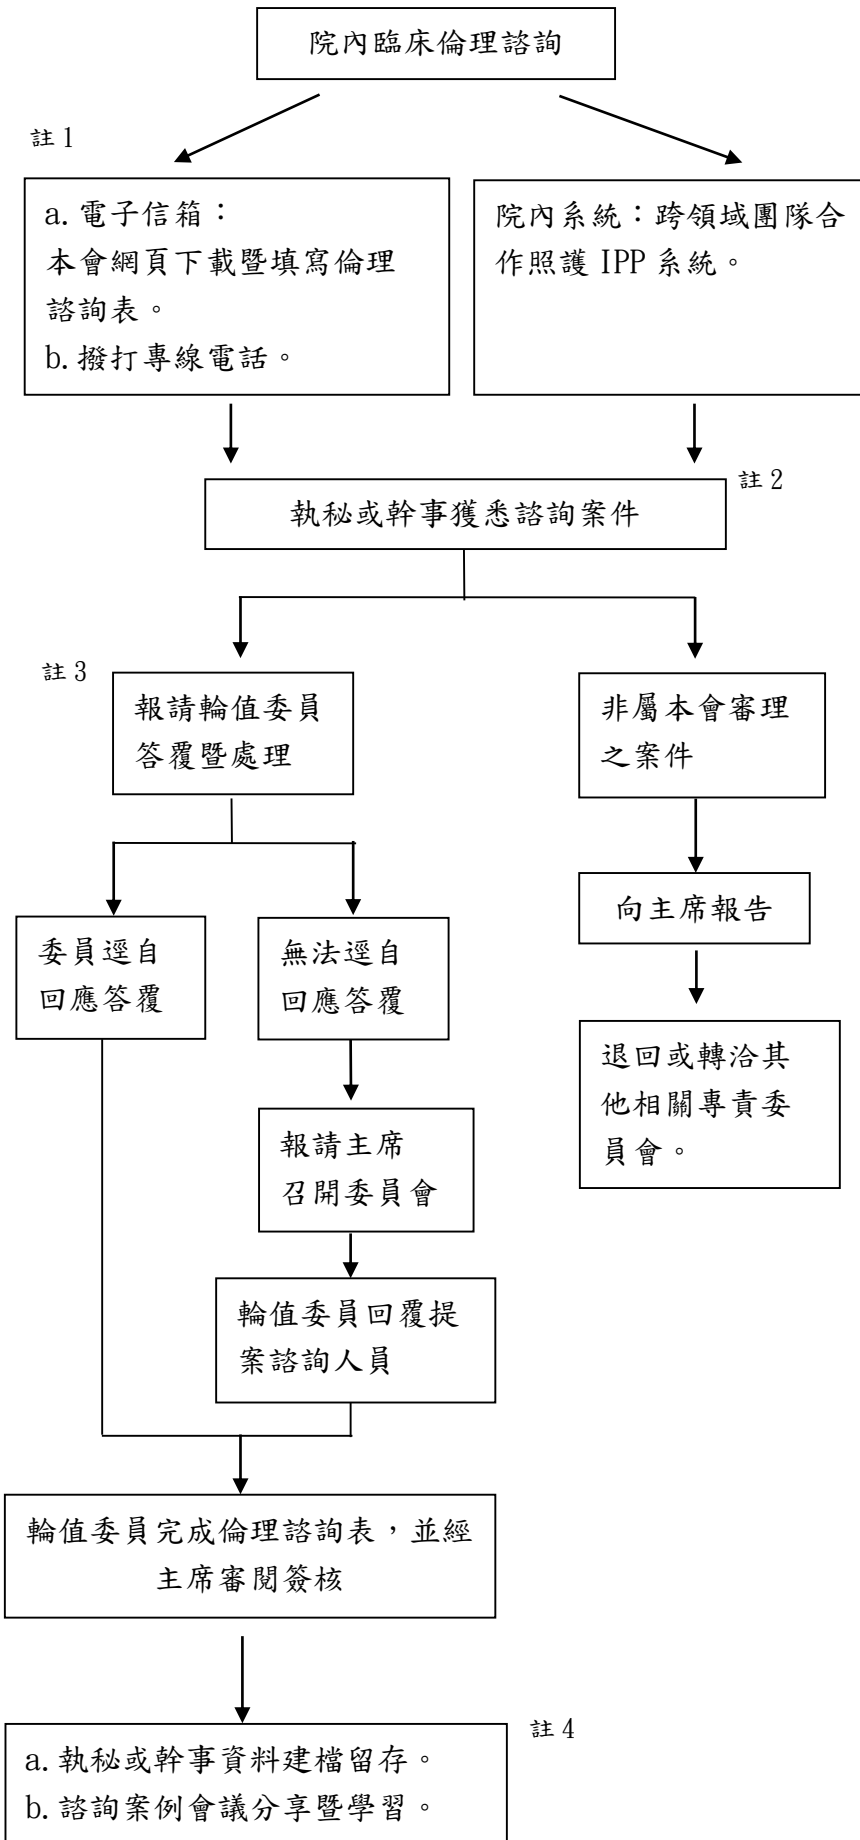 院內臨床倫理諮詢
註 1
a. 電子信箱：
本會網頁下載暨填寫倫理
諮詢表。
b. 撥打專線電話。
院內系統：跨領域團隊合
作照護 IPP 系統。
註 2
執秘或幹事獲悉諮詢案件
註 3
報請輪值委員
答覆暨處理
非屬本會審理
之案件
委員逕自
回應答覆
無法逕自
回應答覆
向主席報告
報請主席
召開委員會
退回或轉洽其
他相關專責委
員會。
輪值委員回覆提
案諮詢人員
輪值委員完成倫理諮詢表，並經
主席審閱簽核
註 4
a. 執秘或幹事資料建檔留存。
b. 諮詢案例會議分享暨學習。